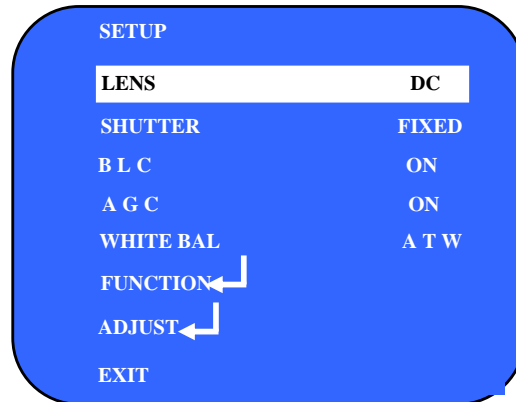 SETUP
LENS DC
SHUTTER FIXED
B L C ON
A G C ON
WHITE BAL A T W
FUNCTION
ADJUST
EXIT